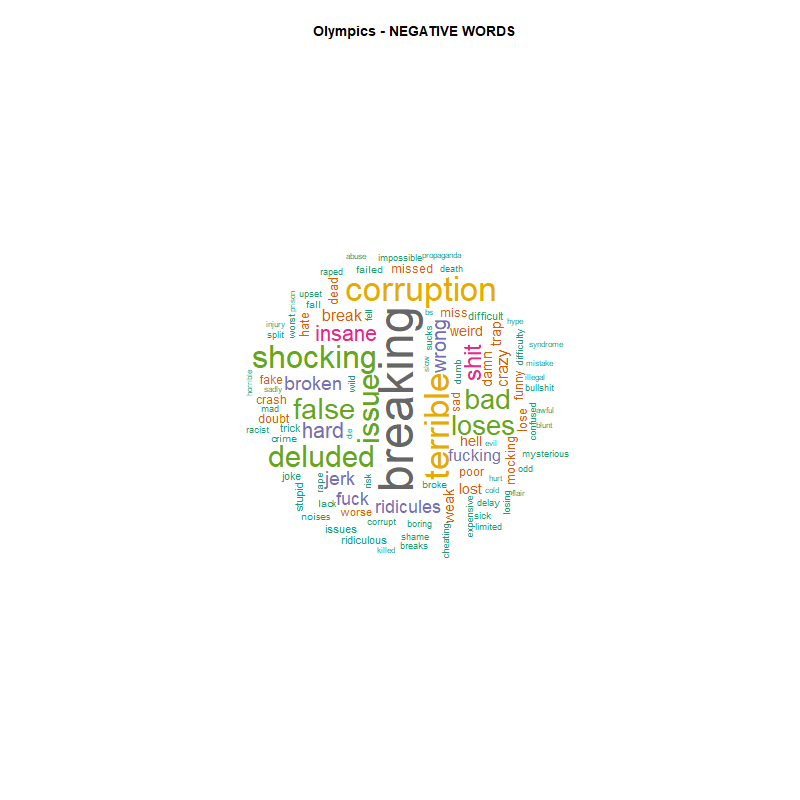 Olympics - NEGATIVE WORDS
abuse
impossible
propaganda
raped
failed
missed
death
prison
upset
dead
corruption
fall
injury
split
worst
hate
break
fell
insane
breaking
bs
miss
difficult
hype
sucks
wrong
weird
trap
difficulty
syndrome
horrible
shocking
issue
slow
dumb
shit
damn
crazy
mistake
fake
sadly
broken
wild
terrible
funny
illegal
bullshit
crash
mad
false
sad
bad
lose
awful
doubt
racist
trick
crime
hard
die
loses
confused
blunt
deluded
hell
evil
mocking
fucking
mysterious
joke
stupid
rape
jerk
risk
broke
poor
hurt
odd
lack
fuck
ridicules
weak
lost
cold
flair
noises
worse
delay
losing
expensive
sick
limited
issues
corrupt
boring
cheating
ridiculous
shame
killed
breaks